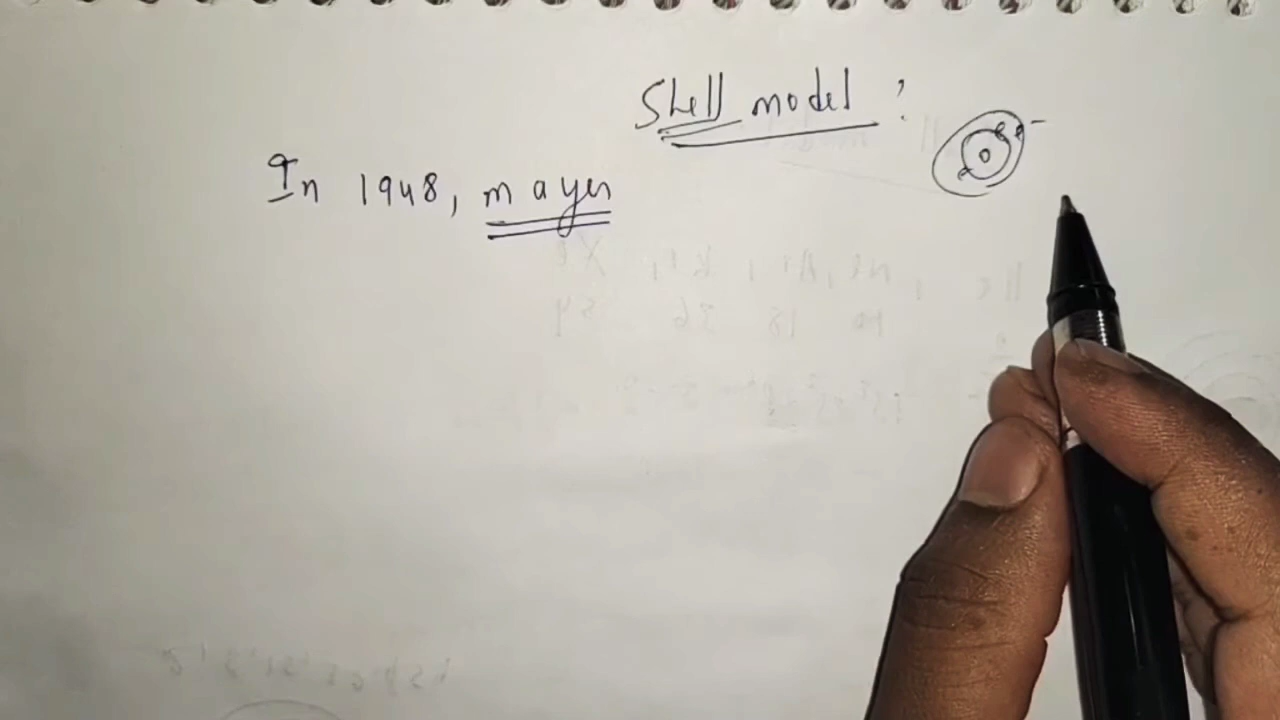 Shell model :
In 1948, mayer